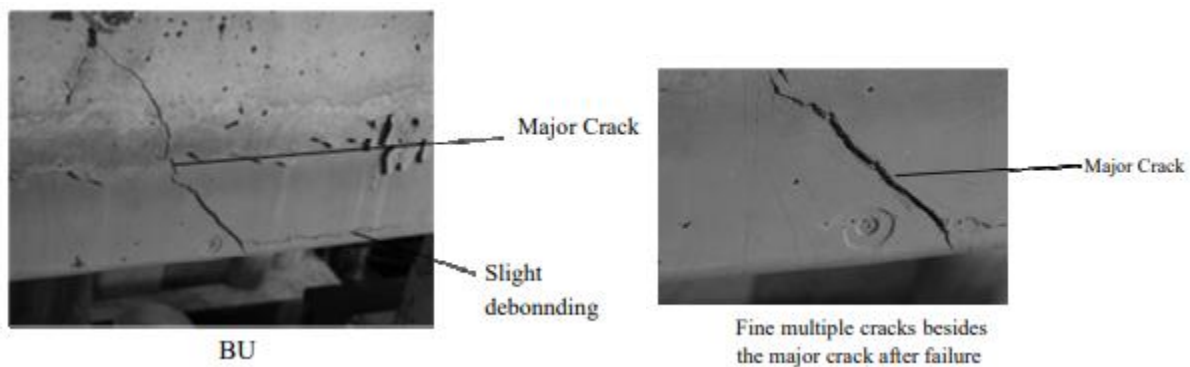 Major Crack
Slight
debonnding
BU
Major Crack
Fine multiple cracks besides
the major crack after failure